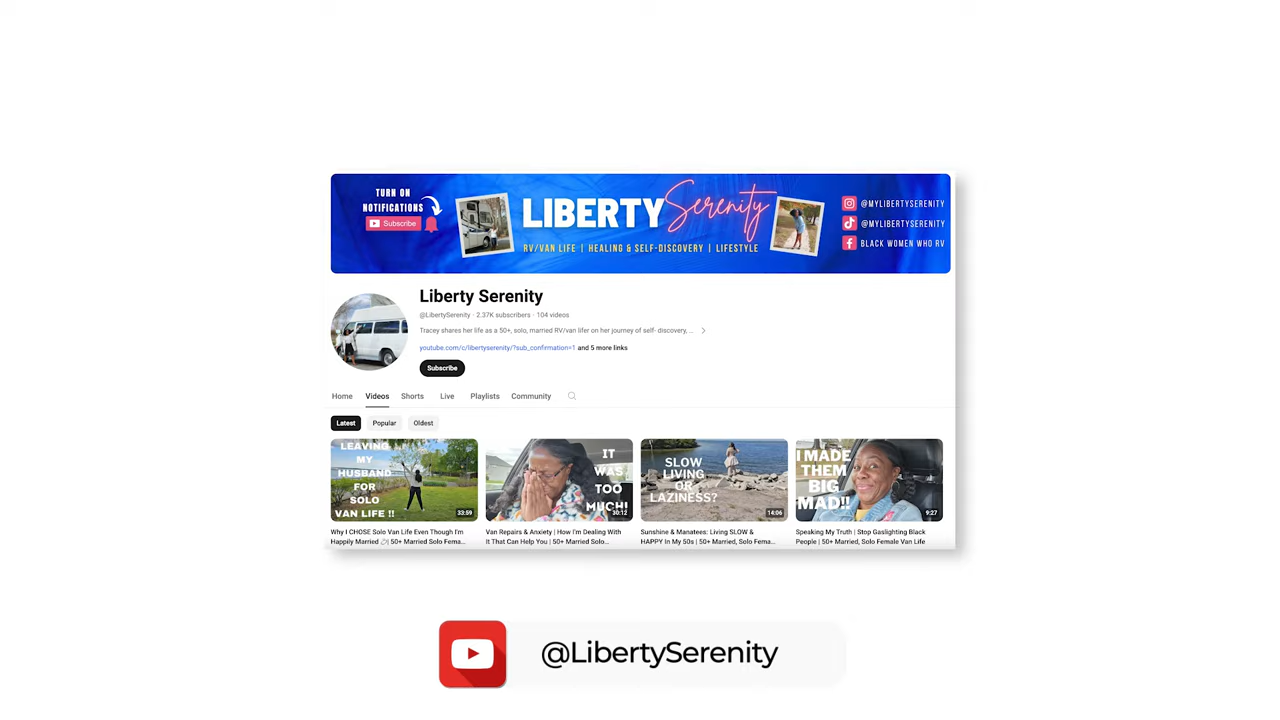 TURN ON
NOTIFICATIONS
Subscribe
LIBERTY Serenity
RV/VAN LIFE | HEALING & SELF-DISCOVERY | LIFESTYLE
@MYLIBERTYSERENITY
@MYLIBERTYSERENITY
BLACK WOMEN WHO RV
Liberty Serenity
@LibertySerenity · 2.37K subscribers · 104 videos
Tracey shares her life as a 50+, solo, married RV/van lifer on her journey of self- discovery, ...
youtube.com/c/libertyserenity/?sub_confirmation=1 and 5 more links
Subscribe
Home Videos Shorts Live Playlists Community
Latest Popular Oldest
LEAVING
MY
HUSBAND
FOR
SOLO
VAN LIFE !!
33:59
IT
WAS
TOO
MUCH!
30:12
SLOW
LIVING
OR
LAZINESS?
14:06
I MADE
THEM
BIG
MAD!!
9:27
Why I CHOSE Solo Van Life Even Though I'm
Happily Married | 50+ Married Solo Fema...
Van Repairs & Anxiety | How I'm Dealing With
It That Can Help You | 50+ Married Solo...
Sunshine & Manatees: Living SLOW &
HAPPY In My 50s | 50+ Married, Solo Fema...
Speaking My Truth | Stop Gaslighting Black
People | 50+ Married, Solo Female Van Life
@LibertySerenity